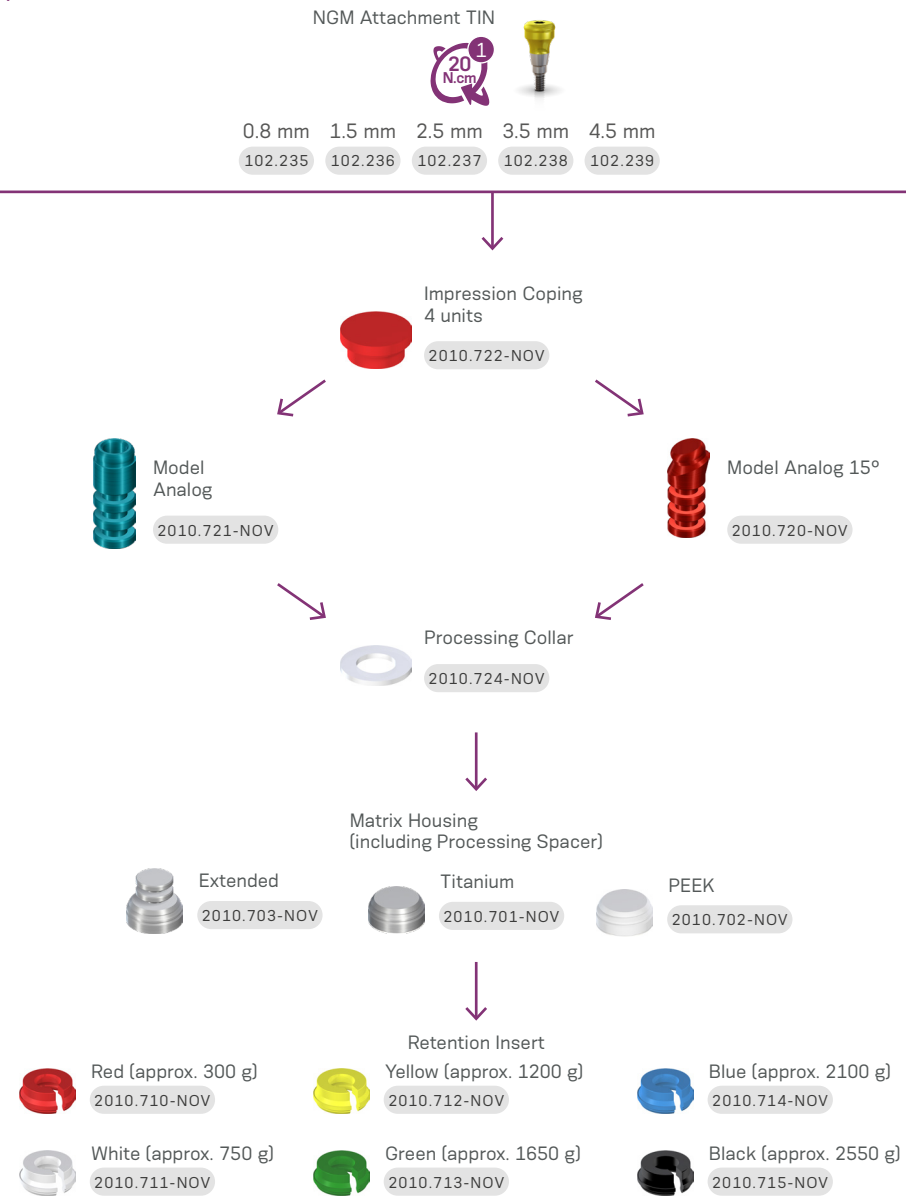 NGM Attachment TIN
1
20
N.cm
0.8 mm 1.5 mm 2.5 mm 3.5 mm 4.5 mm
102.235 102.236 102.237 102.238 102.239
Impression Coping
4 units
2010.722-NOV
Model
Analog
2010.721-NOV
Model Analog 15º
2010.720-NOV
Processing Collar
2010.724-NOV
Matrix Housing
(including Processing Spacer)
Extended
2010.703-NOV
Titanium
2010.701-NOV
PEEK
2010.702-NOV
Retention Insert
Red (approx. 300 g)
2010.710-NOV
Yellow (approx. 1200 g)
2010.712-NOV
Blue (approx. 2100 g)
2010.714-NOV
White (approx. 750 g)
2010.711-NOV
Green (approx. 1650 g)
2010.713-NOV
Black (approx. 2550 g)
2010.715-NOV